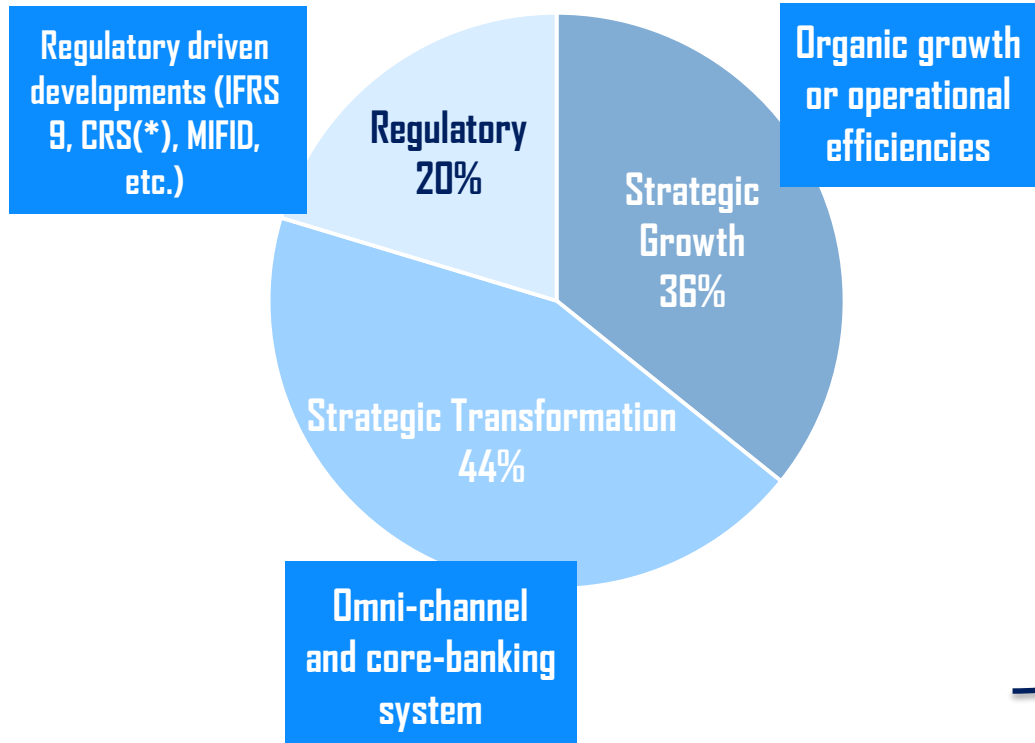 Regulatory driven
developments (IFRS
9, CRS(*), MIFID,
etc.)
Regulatory
20%
Organic growth
or operational
efficiencies
Strategic
Growth
36%
Strategic Transformation
44%
Omni-channel
and core-banking
system